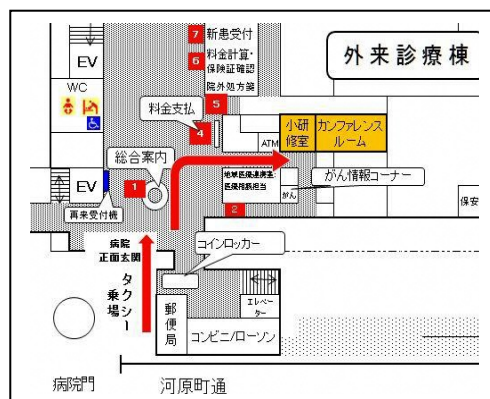 外来診療棟
7
新患受付
6
料金計算・
保険証確認
院外処方箋
5
EV
WC
料金支払
4
ATM
小研
修室
カンファレンス
ルーム
総合案内
1
地域医療連携室:
医療相談担当
がん
がん情報コーナー
EV
2
保安
再来受付機
病院
正面玄関
コインロッカー
タクシー
乗場
郵便局
エレベー
ター
コンビニ/ローソン
病院門
河原町通